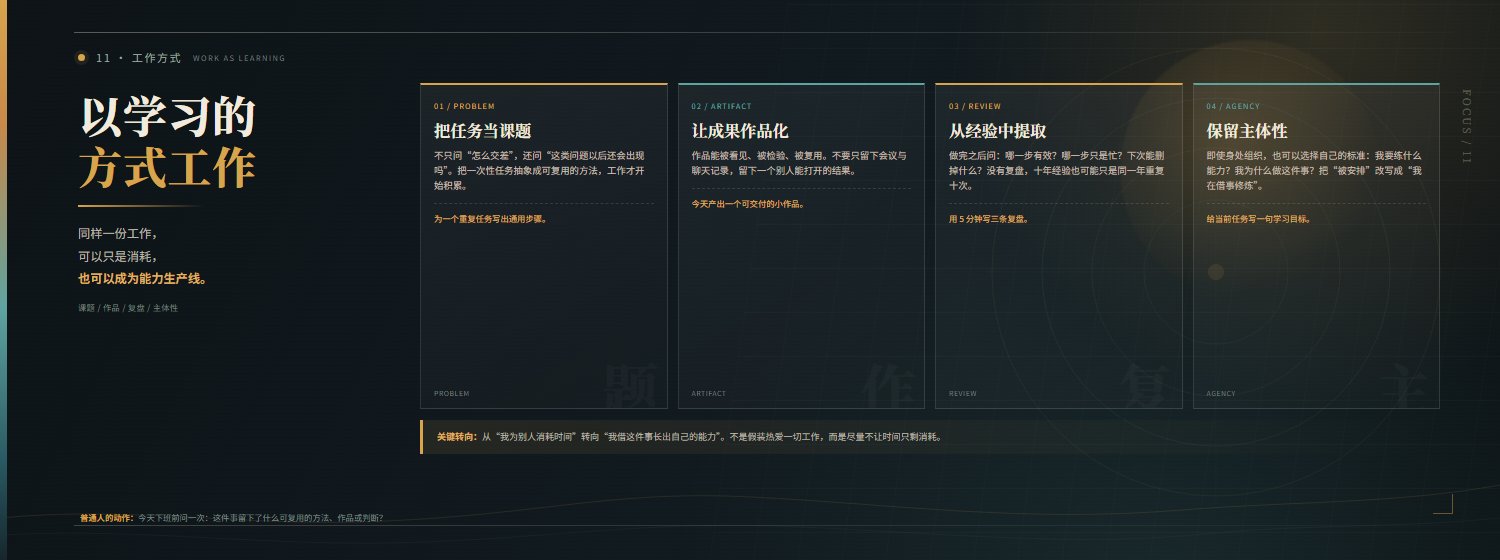 11 · 工作方式 WORK AS LEARNING
以学习的
方式工作
同样一份工作，
可以只是消耗，
也可以成为能力生产线。
课题 / 作品 / 复盘 / 主体性
01 / PROBLEM
把任务当课题
不只问“怎么交差”，还问“这类问题以后还会出现
吗”。把一次性任务抽象成可复用的方法，工作才开
始积累。
为一个重复任务写出通用步骤。
题
PROBLEM
02 / ARTIFACT
让成果作品化
作品能被看见、被检验、被复用。不要只留下会议与
聊天记录，留下一个别人能打开的结果。
今天产出一个可交付的小作品。
作
ARTIFACT
03 / REVIEW
从经验中提取
做完之后问：哪一步有效？哪一步只是忙？下次能删
掉什么？没有复盘，十年经验也可能只是同一年重复
十次。
用 5 分钟写三条复盘。
复
REVIEW
04 / AGENCY
保留主体性
即使身处组织，也可以选择自己的标准：我要练什么
能力？我为什么做这件事？把“被安排”改写成“我
在借事修炼”。
给当前任务写一句学习目标。
主
AGENCY
FOCUS / 11
关键转向：从“我为别人消耗时间”转向“我借这件事长出自己的能力”。不是假装热爱一切工作，而是尽量不让时间只剩消耗。
普通人的动作：今天下班前问一次：这件事留下了什么可复用的方法、作品或判断？